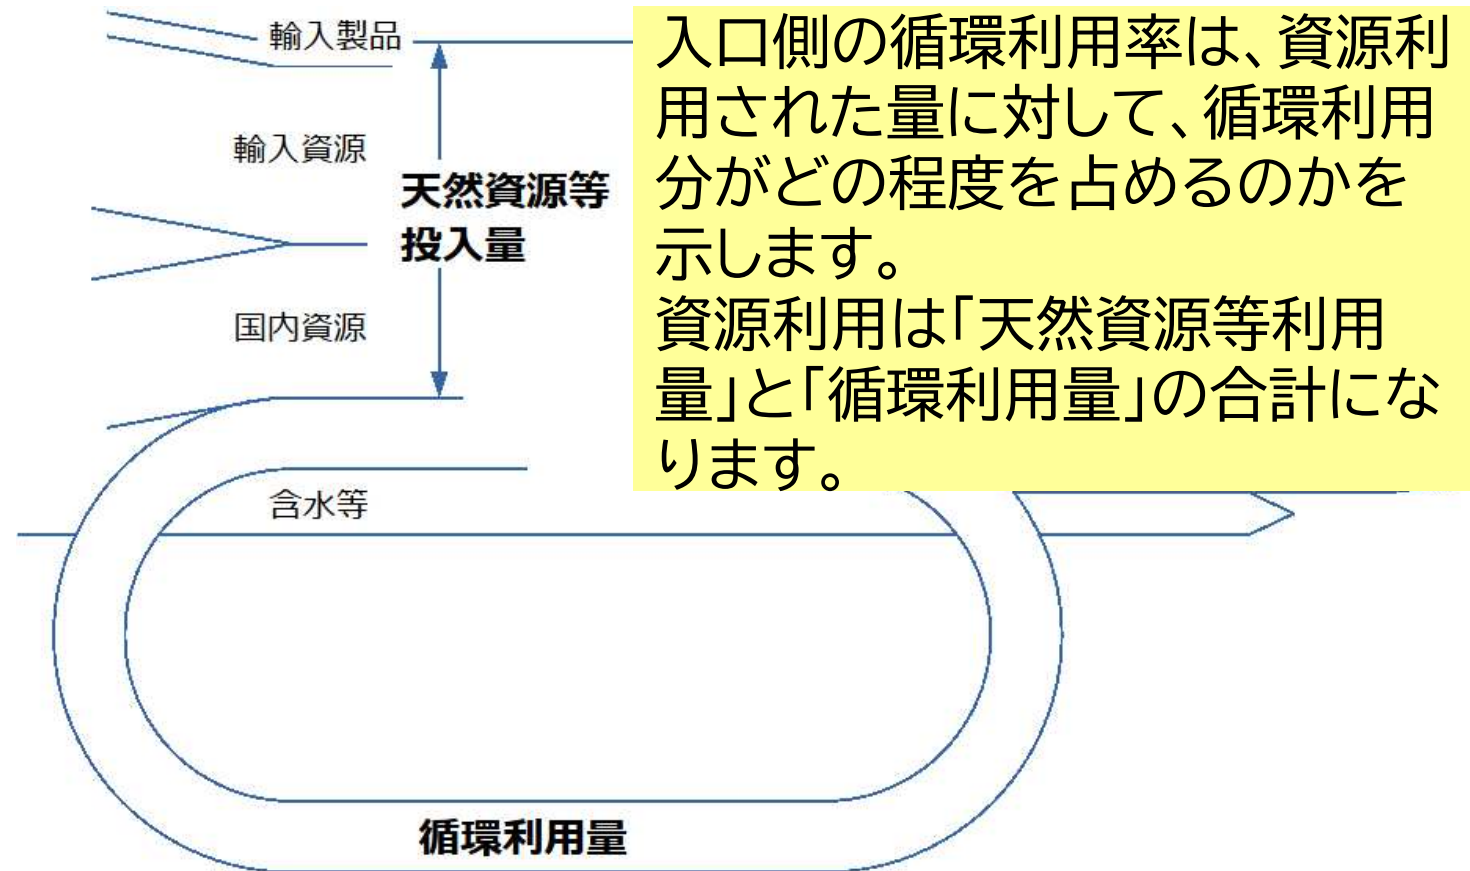 輸入製品
輸入資源
天然資源等
投入量
国内資源
含水等
循環利用量
入口側の循環利用率は、資源利
用された量に対して、循環利用
分がどの程度を占めるのかを
示します。
資源利用は「天然資源等利用
量」と「循環利用量」の合計にな
ります。